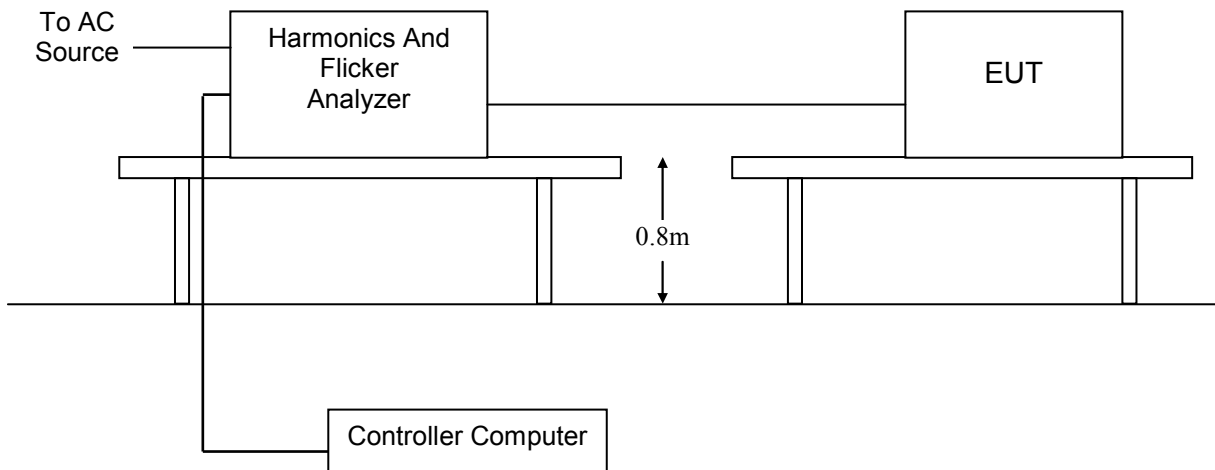 To AC
Source
Harmonics And
Flicker
Analyzer
EUT
0.8m
Controller Computer